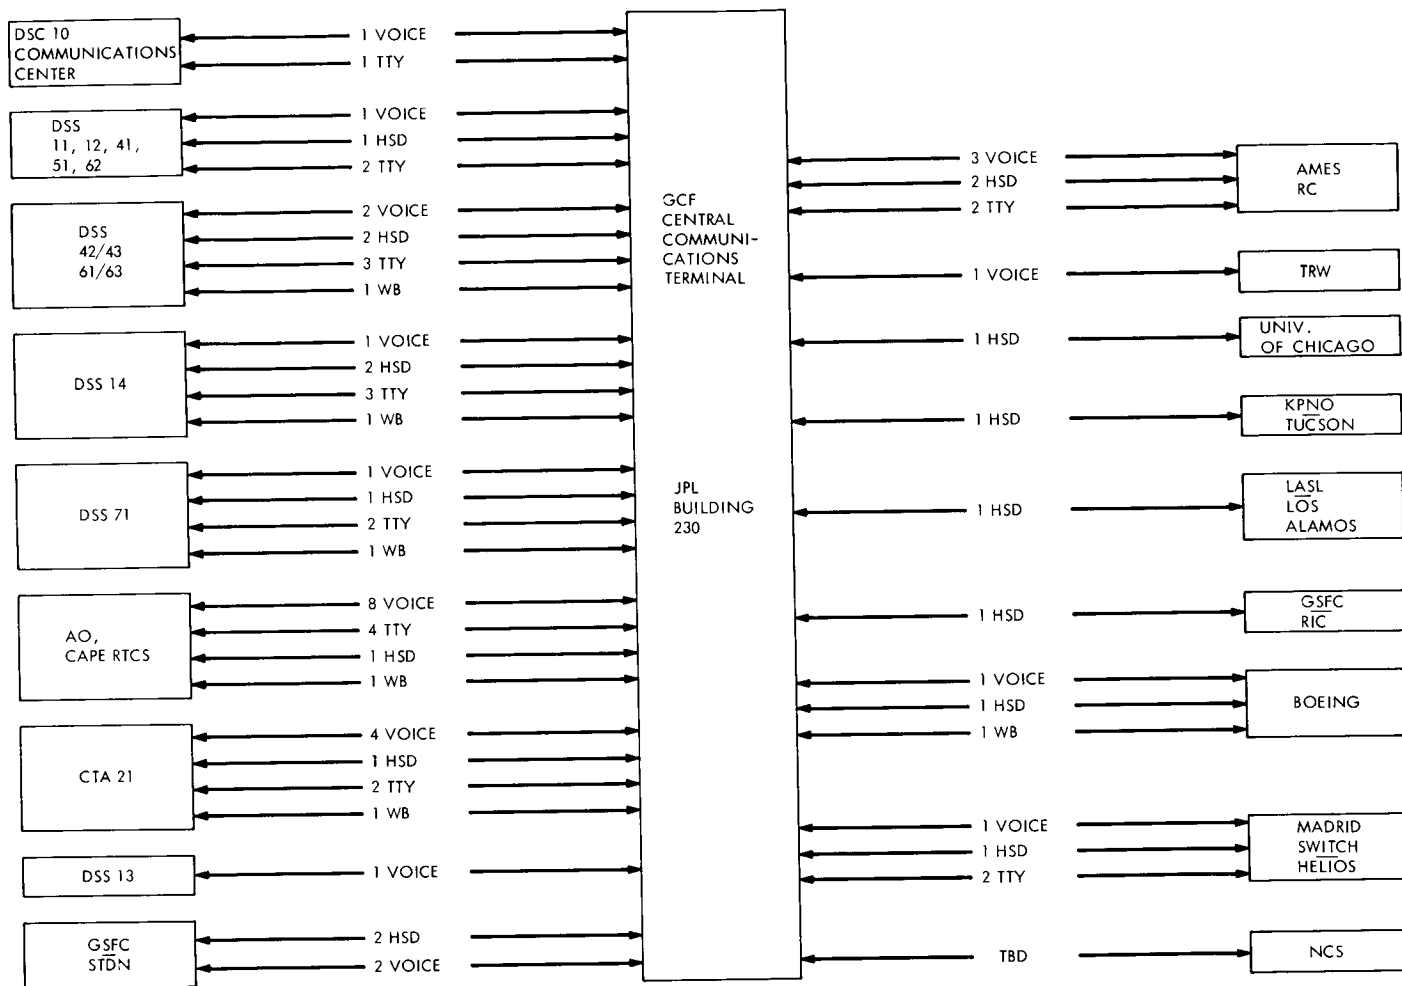 DSC 10
COMMUNICATIONS
CENTER
1 VOICE
1 TTY
DSS
11, 12, 41,
51, 62
1 VOICE
1 HSD
2 TTY
DSS
42/43
61/63
2 VOICE
2 HSD
3 TTY
1 WB
DSS 14
1 VOICE
2 HSD
3 TTY
1 WB
DSS 71
1 VOICE
1 HSD
2 TTY
1 WB
AO,
CAPE RTCS
8 VOICE
4 TTY
1 HSD
1 WB
CTA 21
4 VOICE
1 HSD
2 TTY
1 WB
DSS 13
1 VOICE
GSFC
STDN
2 HSD
2 VOICE
GCF
CENTRAL
COMMUNI-
CATIONS
TERMINAL
JPL
BUILDING
230
3 VOICE
2 HSD
2 TTY
AMES
RC
1 VOICE
TRW
1 HSD
UNIV.
OF CHICAGO
1 HSD
KPNO
TUCSON
1 HSD
LASL
LOS
ALAMOS
1 HSD
GSFC
RIC
1 VOICE
1 HSD
1 WB
BOEING
1 VOICE
1 HSD
2 TTY
MADRID
SWITCH
HELIOS
TBD
NCS